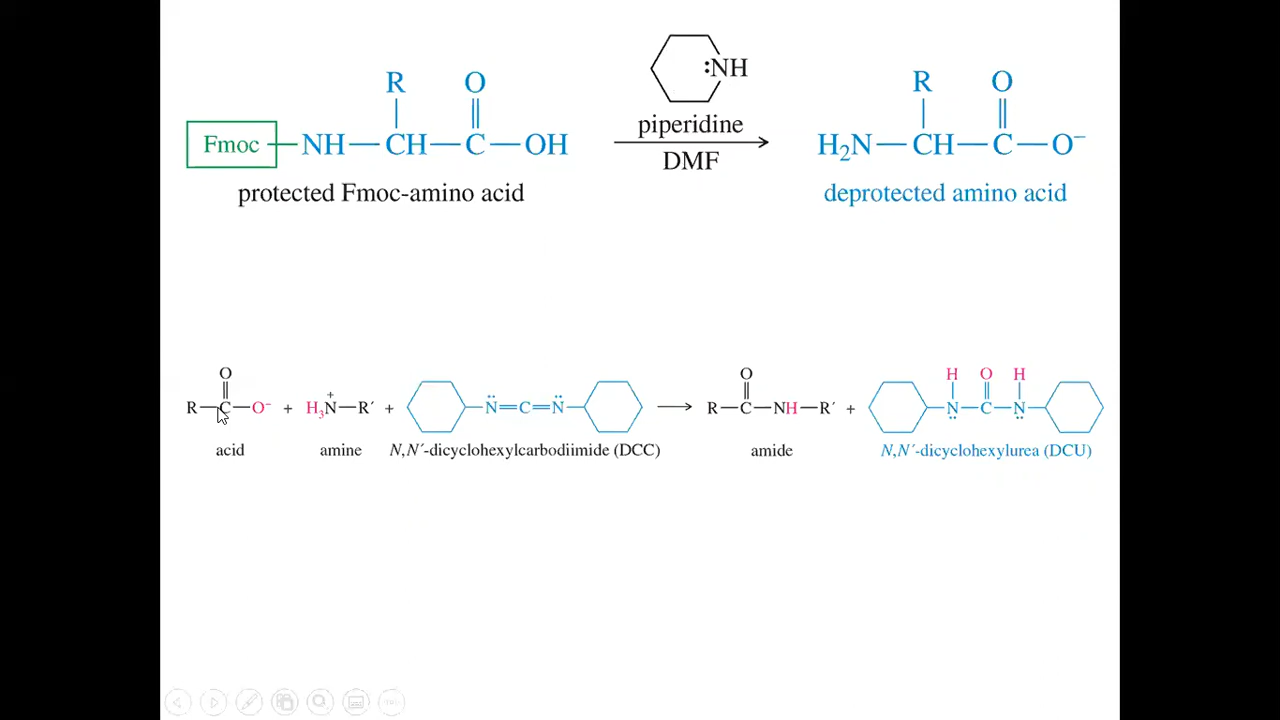 R O NH R O
Fmoc NH CH C OH piperidine H₂N CH C O⁻
DMF
protected Fmoc-amino acid deprotected amino acid
O O H O H
R C O⁻ + H₃N⁺ R′ + N C N R C NH R′ + N C N
acid amine N,N′-dicyclohexylcarbodiimide (DCC) amide N,N′-dicyclohexylurea (DCU)